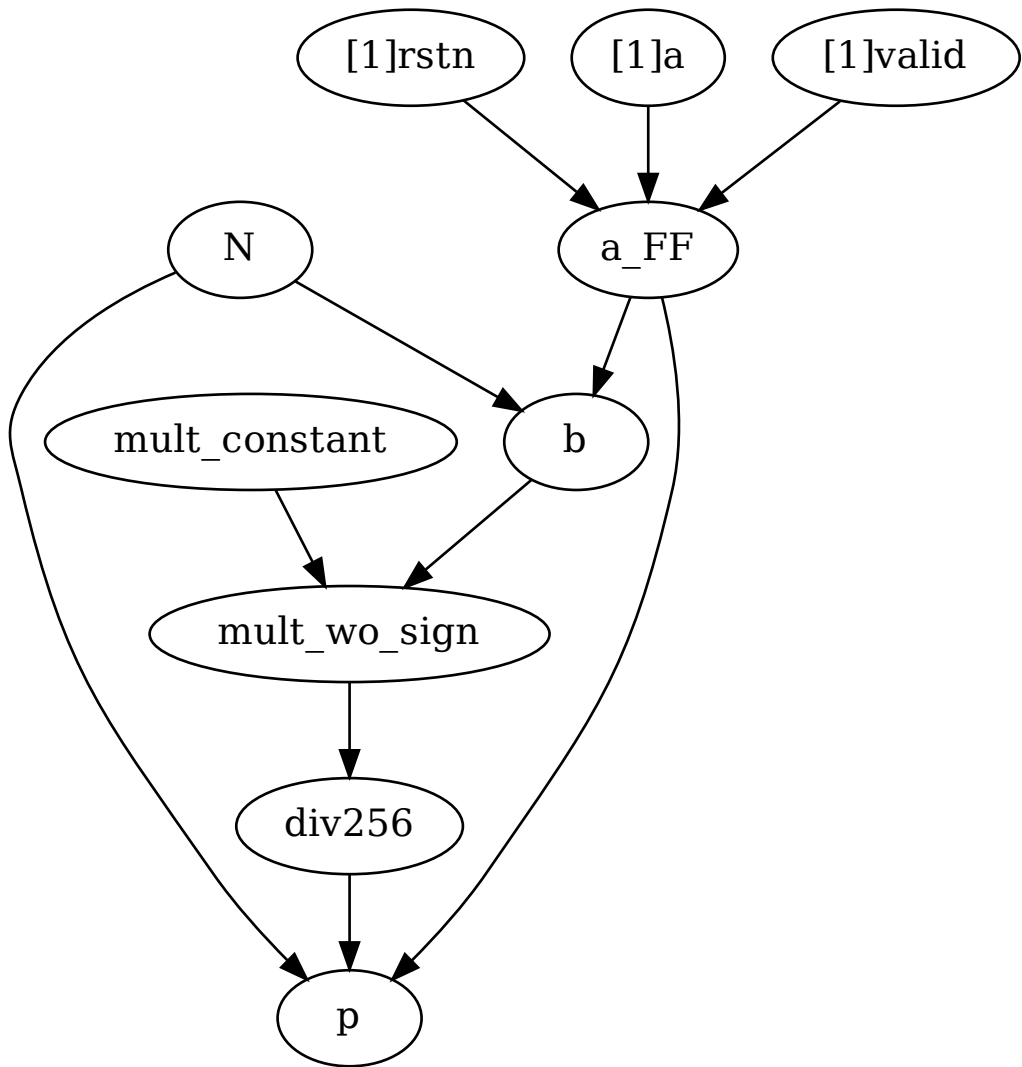 [1]rstn
[1]a
[1]valid
N
a_FF
mult_constant
b
mult_wo_sign
div256
p